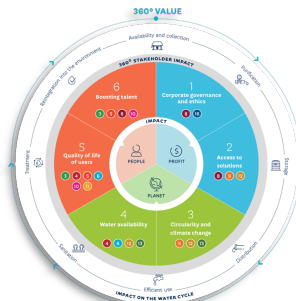 360º VALUE
Availability and collection
Purification
Storage
Distribution
Efficient use
Sanitation
Treatment
Reintegration into the environment
360º STAKEHOLDER IMPACT
1
Corporate governance
and ethics
2
Access to
solutions
3
Circularity and
climate change
4
Water availability
5
Quality of life
of users
6
Boosting talent
IMPACT
PEOPLE
PROFIT
PLANET
IMPACT ON THE WATER CYCLE